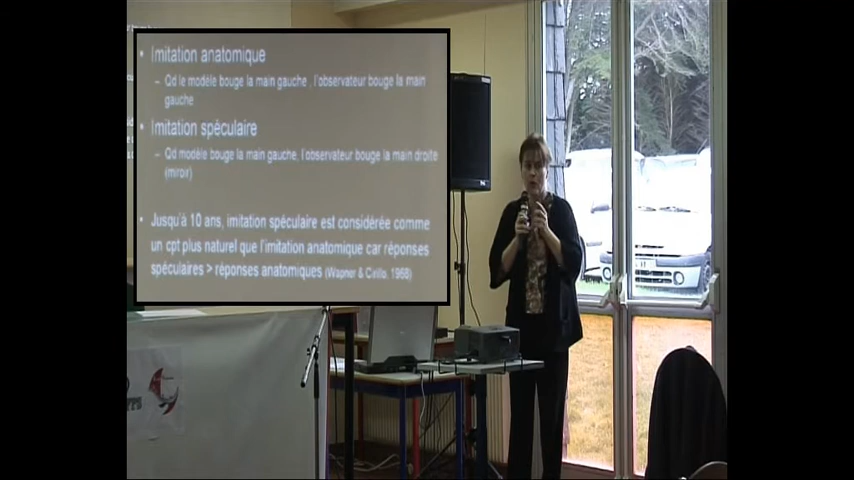 • Imitation anatomique
– Qd le modèle bouge la main gauche, l'observateur bouge la main
gauche
• Imitation spéculaire
– Qd modèle bouge la main gauche, l'observateur bouge la main droite
(miroir)
• Jusqu'à 10 ans, imitation spéculaire est considérée comme
un cpt plus naturel que l'imitation anatomique car réponses
spéculaires > réponses anatomiques (Wapner & Cirillo, 1968)